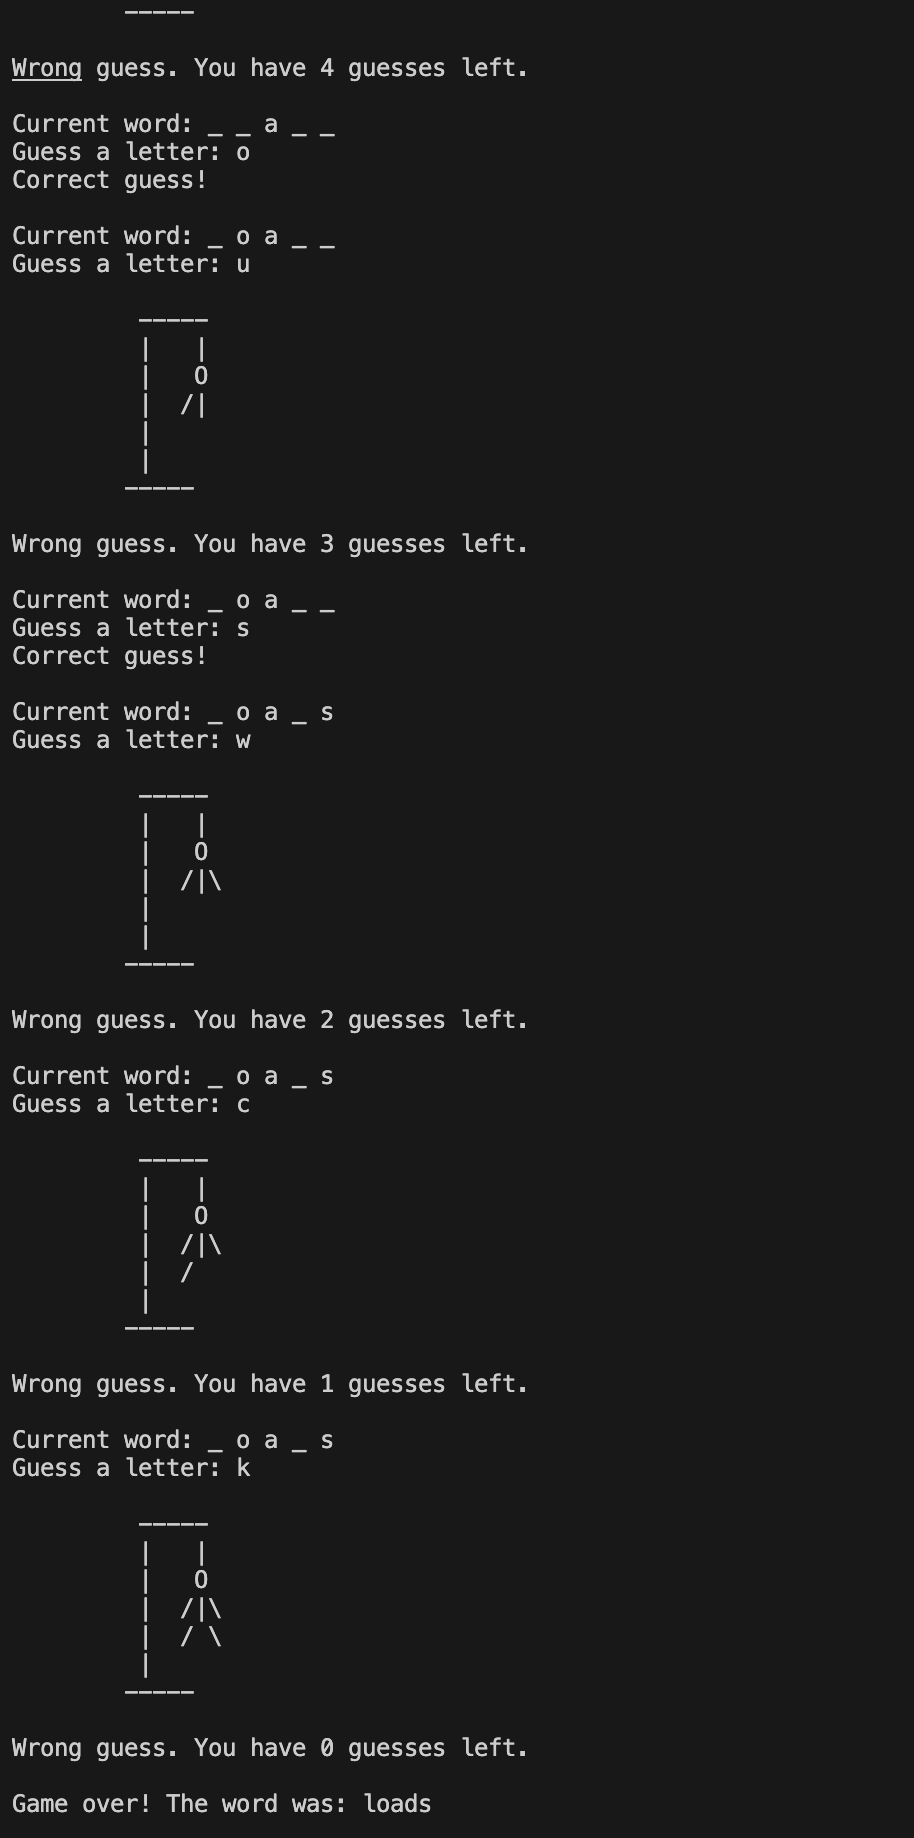 -----

Wrong guess. You have 4 guesses left.

Current word: _ _ a _ _
Guess a letter: o
Correct guess!

Current word: _ o a _ _
Guess a letter: u

         -----
         |   |
         |   O
         |  /|
         |
         |
        -----

Wrong guess. You have 3 guesses left.

Current word: _ o a _ _
Guess a letter: s
Correct guess!

Current word: _ o a _ s
Guess a letter: w

         -----
         |   |
         |   O
         |  /|\
         |
         |
        -----

Wrong guess. You have 2 guesses left.

Current word: _ o a _ s
Guess a letter: c

         -----
         |   |
         |   O
         |  /|\
         |  /
         |
        -----

Wrong guess. You have 1 guesses left.

Current word: _ o a _ s
Guess a letter: k

         -----
         |   |
         |   O
         |  /|\
         |  / \
         |
        -----

Wrong guess. You have 0 guesses left.

Game over! The word was: loads